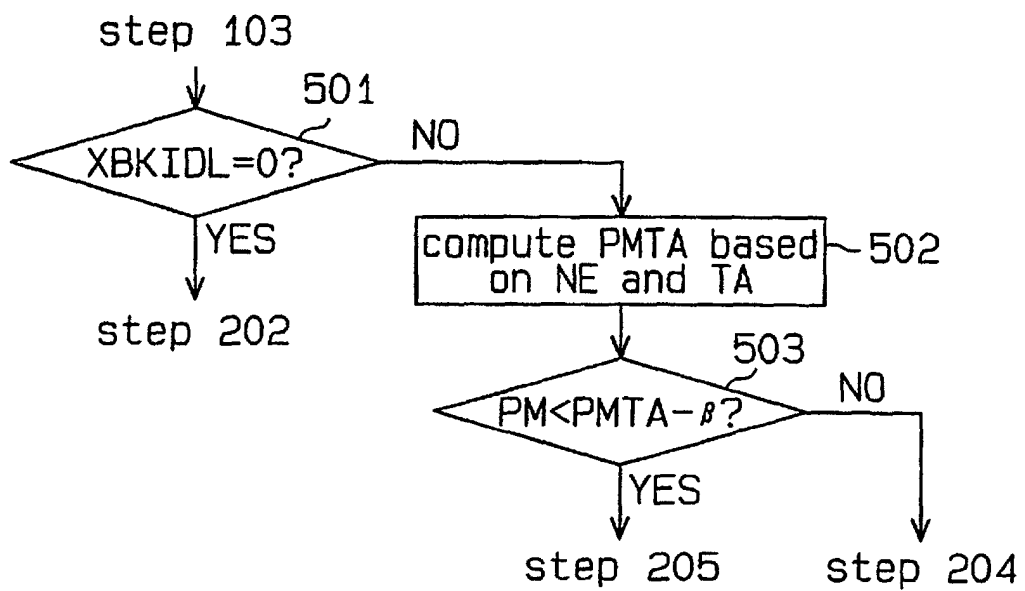 step 103
501
XBKIDL=0?
NO
YES
step 202
compute PMTA based
on NE and TA
502
503
PM<PMTA-β?
NO
YES
step 205
step 204